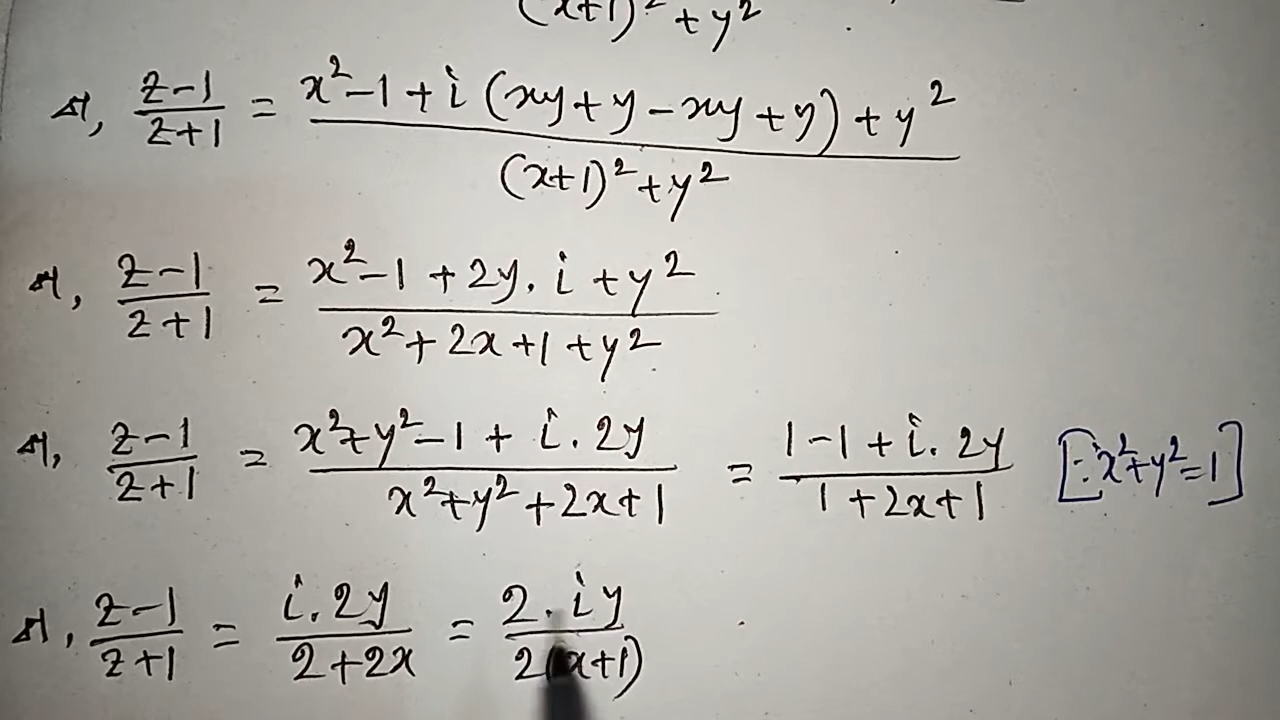 (x+1)² + y²
বা, z-1/z+1 = x²-1+i(xy+y-xy+y)+y²/(x+1)²+y²
বা, z-1/z+1 = x²-1+2y.i+y²/x²+2x+1+y²
বা, z-1/z+1 = x²+y²-1+i.2y/x²+y²+2x+1 = 1-1+i.2y/1+2x+1 [∵x²+y²=1]
বা, z-1/z+1 = i.2y/2+2x = 2.iy/2(x+1)